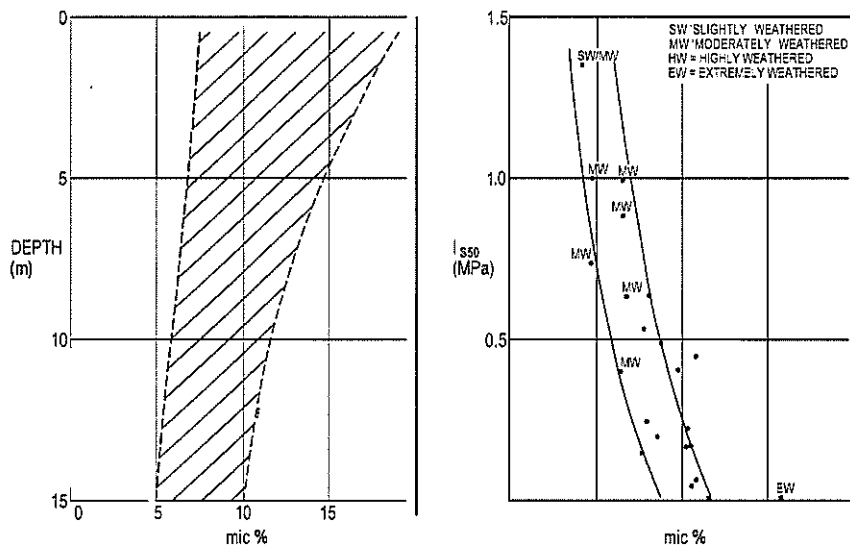 0
5
10
15
DEPTH
(m)
0
5
10
15
mic %
1.5
1.0
0.5
I S50
(MPa)
SW 'SLIGHTLY WEATHERED
MW 'MODERATELY WEATHERED
HW = HIGHLY WEATHERED
EW = EXTREMELY WEATHERED
SW/MW
MW
MW
MW
MW
MW
MW
EW
mic %